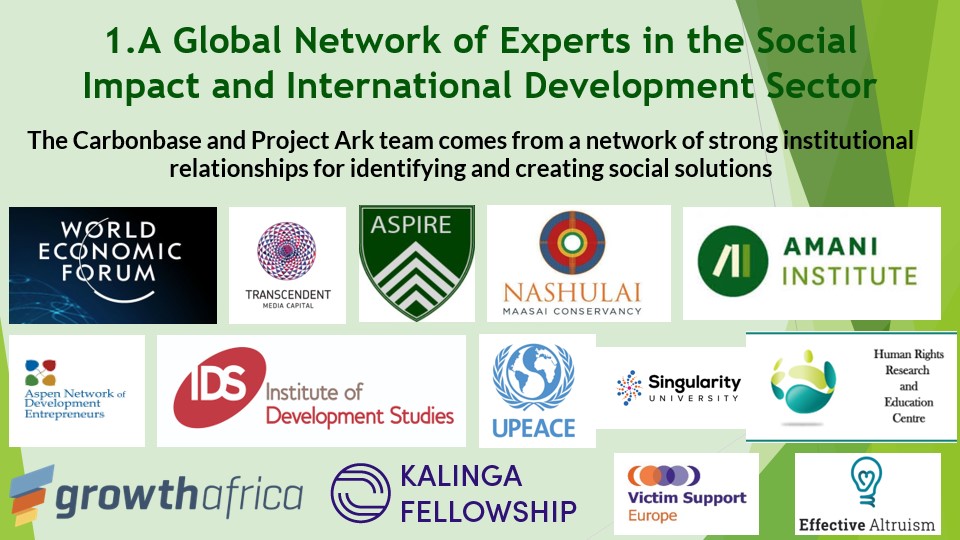 1.A Global Network of Experts in the Social
Impact and International Development Sector
The Carbonbase and Project Ark team comes from a network of strong institutional
relationships for identifying and creating social solutions
WORLD
ECONOMIC
FORUM
TRANSCENDENT
MEDIA CAPITAL
ASPIRE
NASHULAI
MAASAI CONSERVANCY
AMANI
INSTITUTE
Aspen Network of
Development
Entrepreneurs
IDS
Institute of
Development Studies
UPEACE
Singularity
UNIVERSITY
Human Rights
Research
and
Education
Centre
growthafrica
KALINGA
FELLOWSHIP
Victim Support
Europe
Effective Altruism